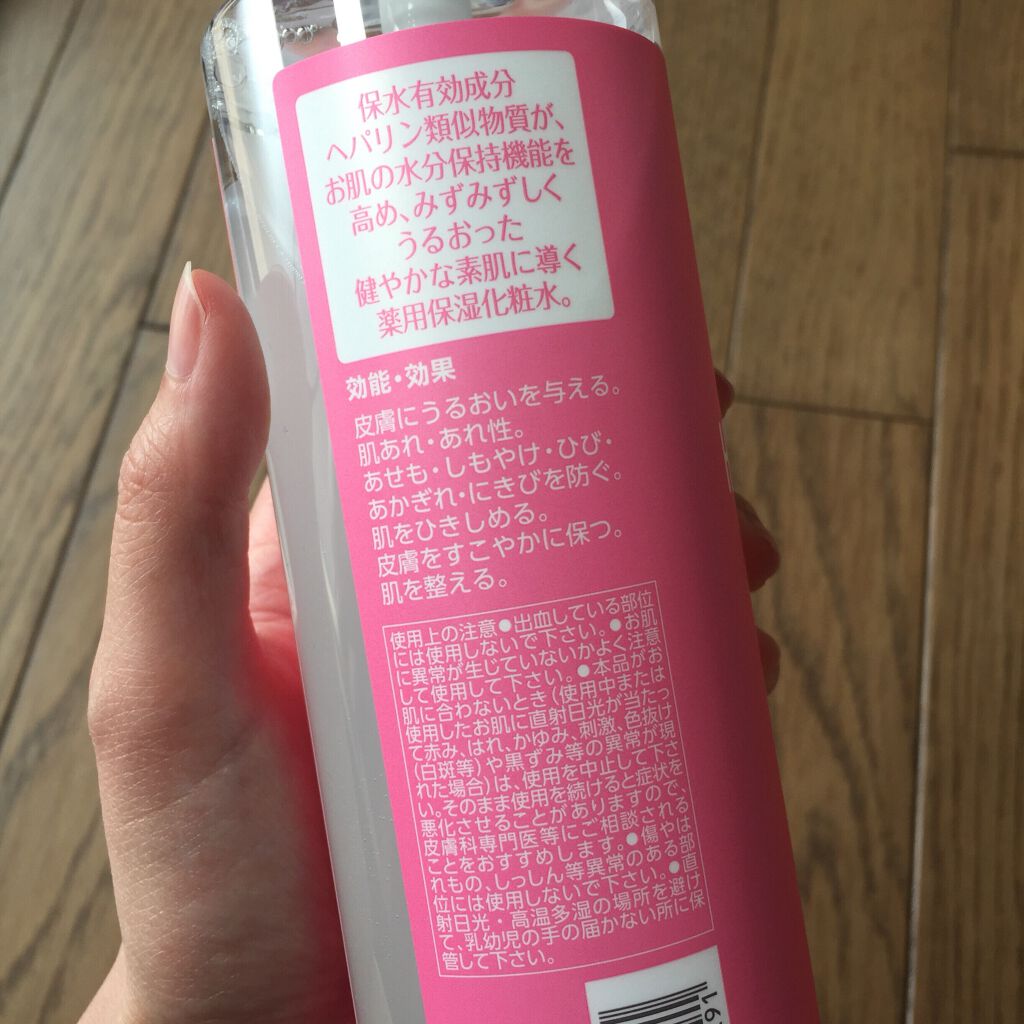 保水有効成分
ヘパリン類似物質が、
お肌の水分保持機能を
高め、みずみずしく
うるおった
健やかな素肌に導く
薬用保湿化粧水。
効能・効果
皮膚にうるおいを与える。
肌あれ・あれ性。
あせも・しもやけ・ひび・
あかぎれ・にきびを防ぐ。
肌をひきしめる。
皮膚をすこやかに保つ。
肌を整える。
使用上の注意●出血している部位
には使用しないで下さい。●お肌
に異常が生じていないかよく注意
して使用して下さい。●本品がお
肌に合わないとき(使用中または
使用したお肌に直射日光が当たっ
て赤み、はれ、かゆみ、刺激、色抜け
(白斑等)や黒ずみ等の異常が現
れた場合)は、使用を中止して下さ
い。そのまま使用を続けると症状を
悪化させることがありますので、
皮膚科専門医等にご相談される
ことをおすすめします。●傷やは
れもの、しっしん等異常のある部
位には使用しないで下さい。●直
射日光・高温多湿の場所を避け
て、乳幼児の手の届かない所に保
管して下さい。